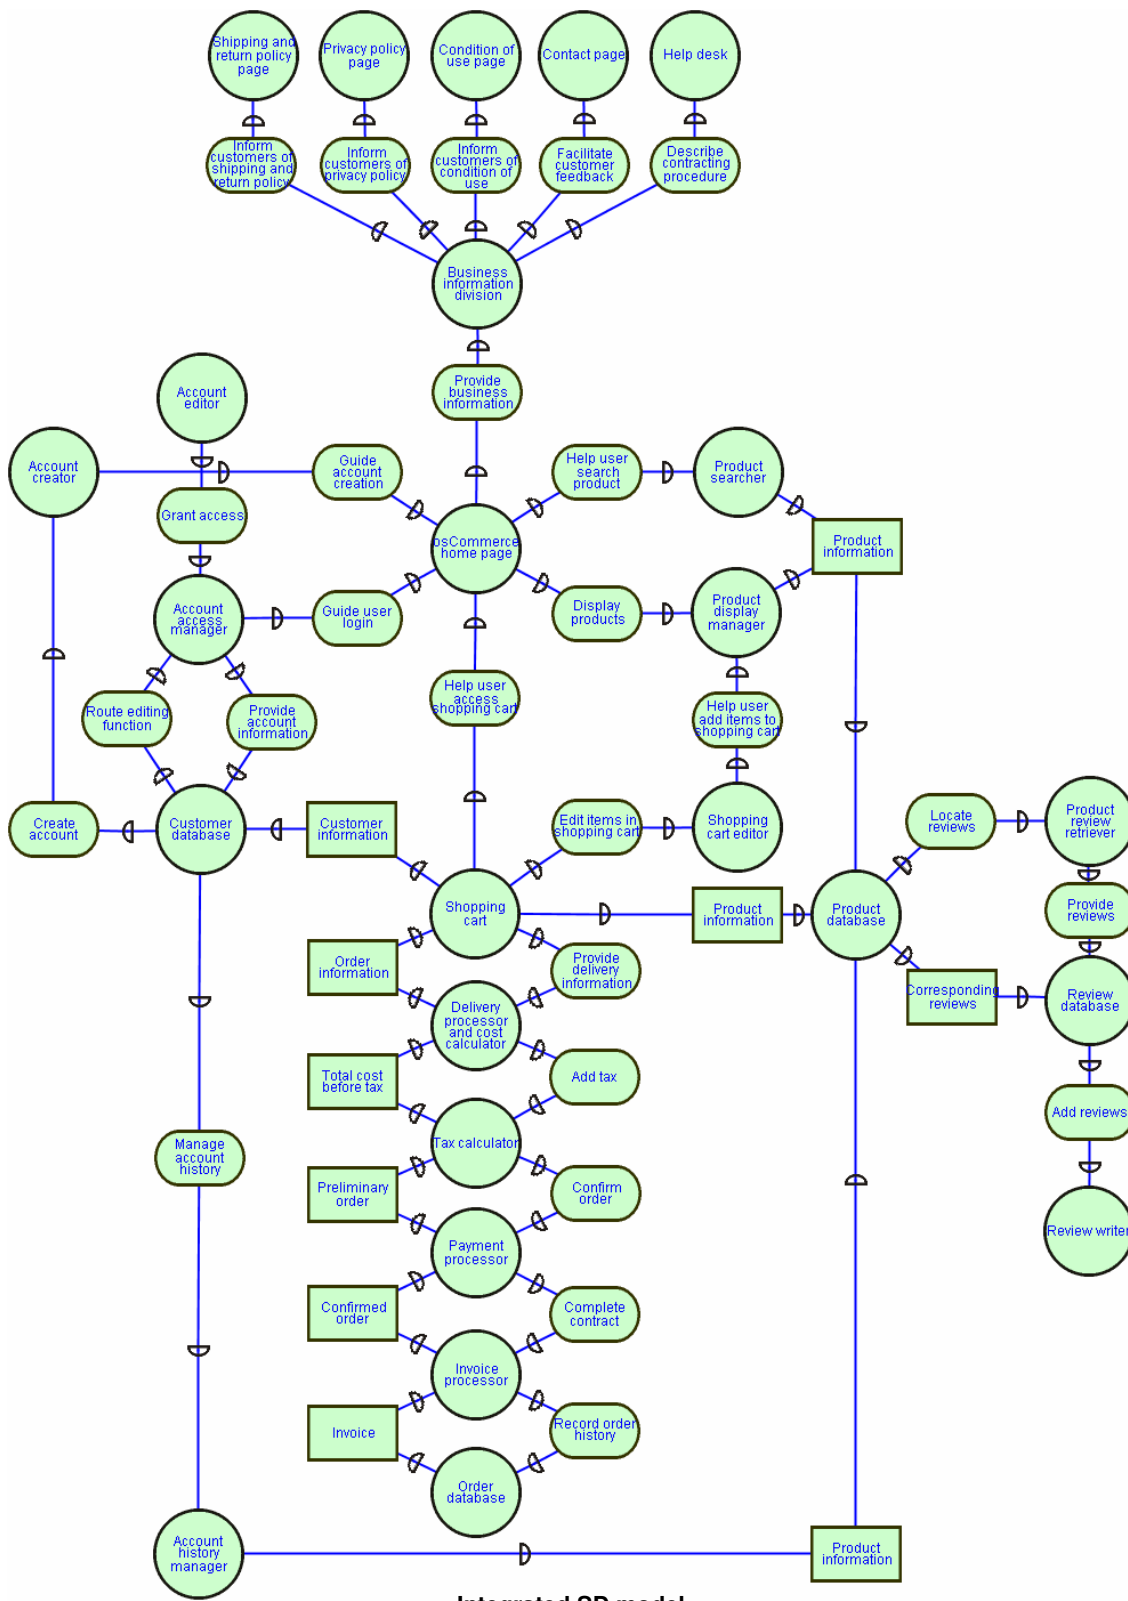 Shipping and
return policy
page
Privacy policy
page
Condition of
use page
Contact page
Help desk
Inform
customers of
shipping and
return policy
Inform
customers of
privacy policy
Inform
customers of
condition of
use
Facilitate
customer
feedback
Describe
contracting
procedure
Business
information
division
Provide
business
information
Account
editor
Account
creator
Guide
account
creation
Help user
search
product
Product
searcher
Grant access
osCommerce
home page
Product
information
Account
access
manager
Guide user
login
Display
products
Product
display
manager
Route editing
function
Provide
account
information
Help user
access
shopping cart
Help user
add items to
shopping cart
Create
account
Customer
database
Customer
information
Edit items in
shopping cart
Shopping
cart editor
Locate
reviews
Product
review
retriever
Shopping
cart
Product
information
Product
database
Provide
reviews
Order
information
Provide
delivery
information
Corresponding
reviews
Review
database
Delivery
processor
and cost
calculator
Total cost
before tax
Add tax
Add reviews
Tax calculator
Manage
account
history
Preliminary
order
Confirm
order
Review writer
Payment
processor
Confirmed
order
Complete
contract
Invoice
processor
Invoice
Record order
history
Order
database
Account
history
manager
Product
information
Integrated SD model